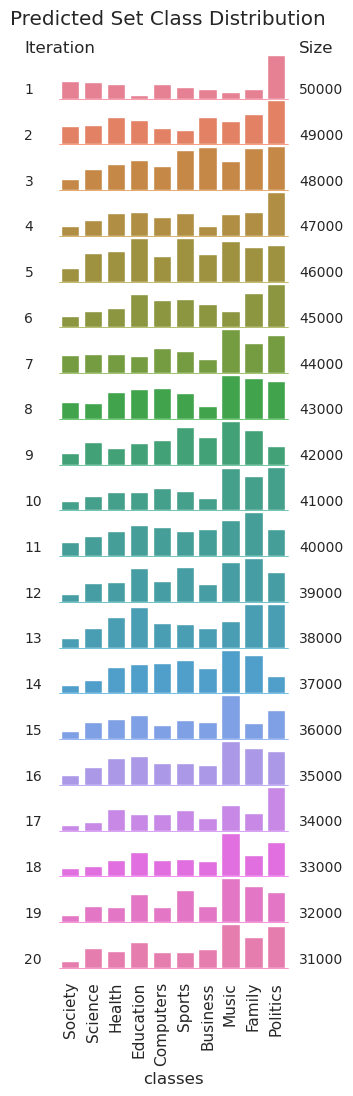 Predicted Set Class Distribution
Iteration Size
1 50000
2 49000
3 48000
4 47000
5 46000
6 45000
7 44000
8 43000
9 42000
10 41000
11 40000
12 39000
13 38000
14 37000
15 36000
16 35000
17 34000
18 33000
19 32000
20 31000
Society
Science
Health
Education
Computers
Sports
Business
Music
Family
Politics
classes